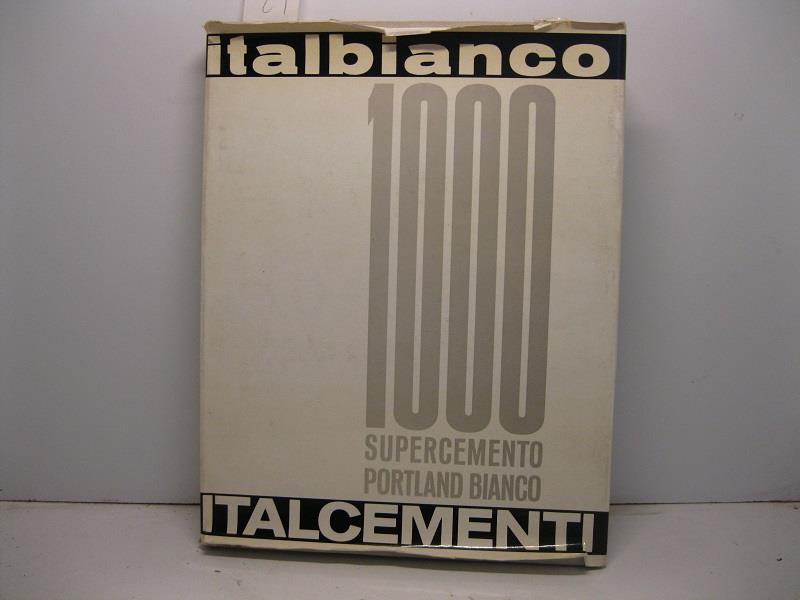 italbianco
1000
SUPERCEMENTO
PORTLAND BIANCO
ITALCEMENTI